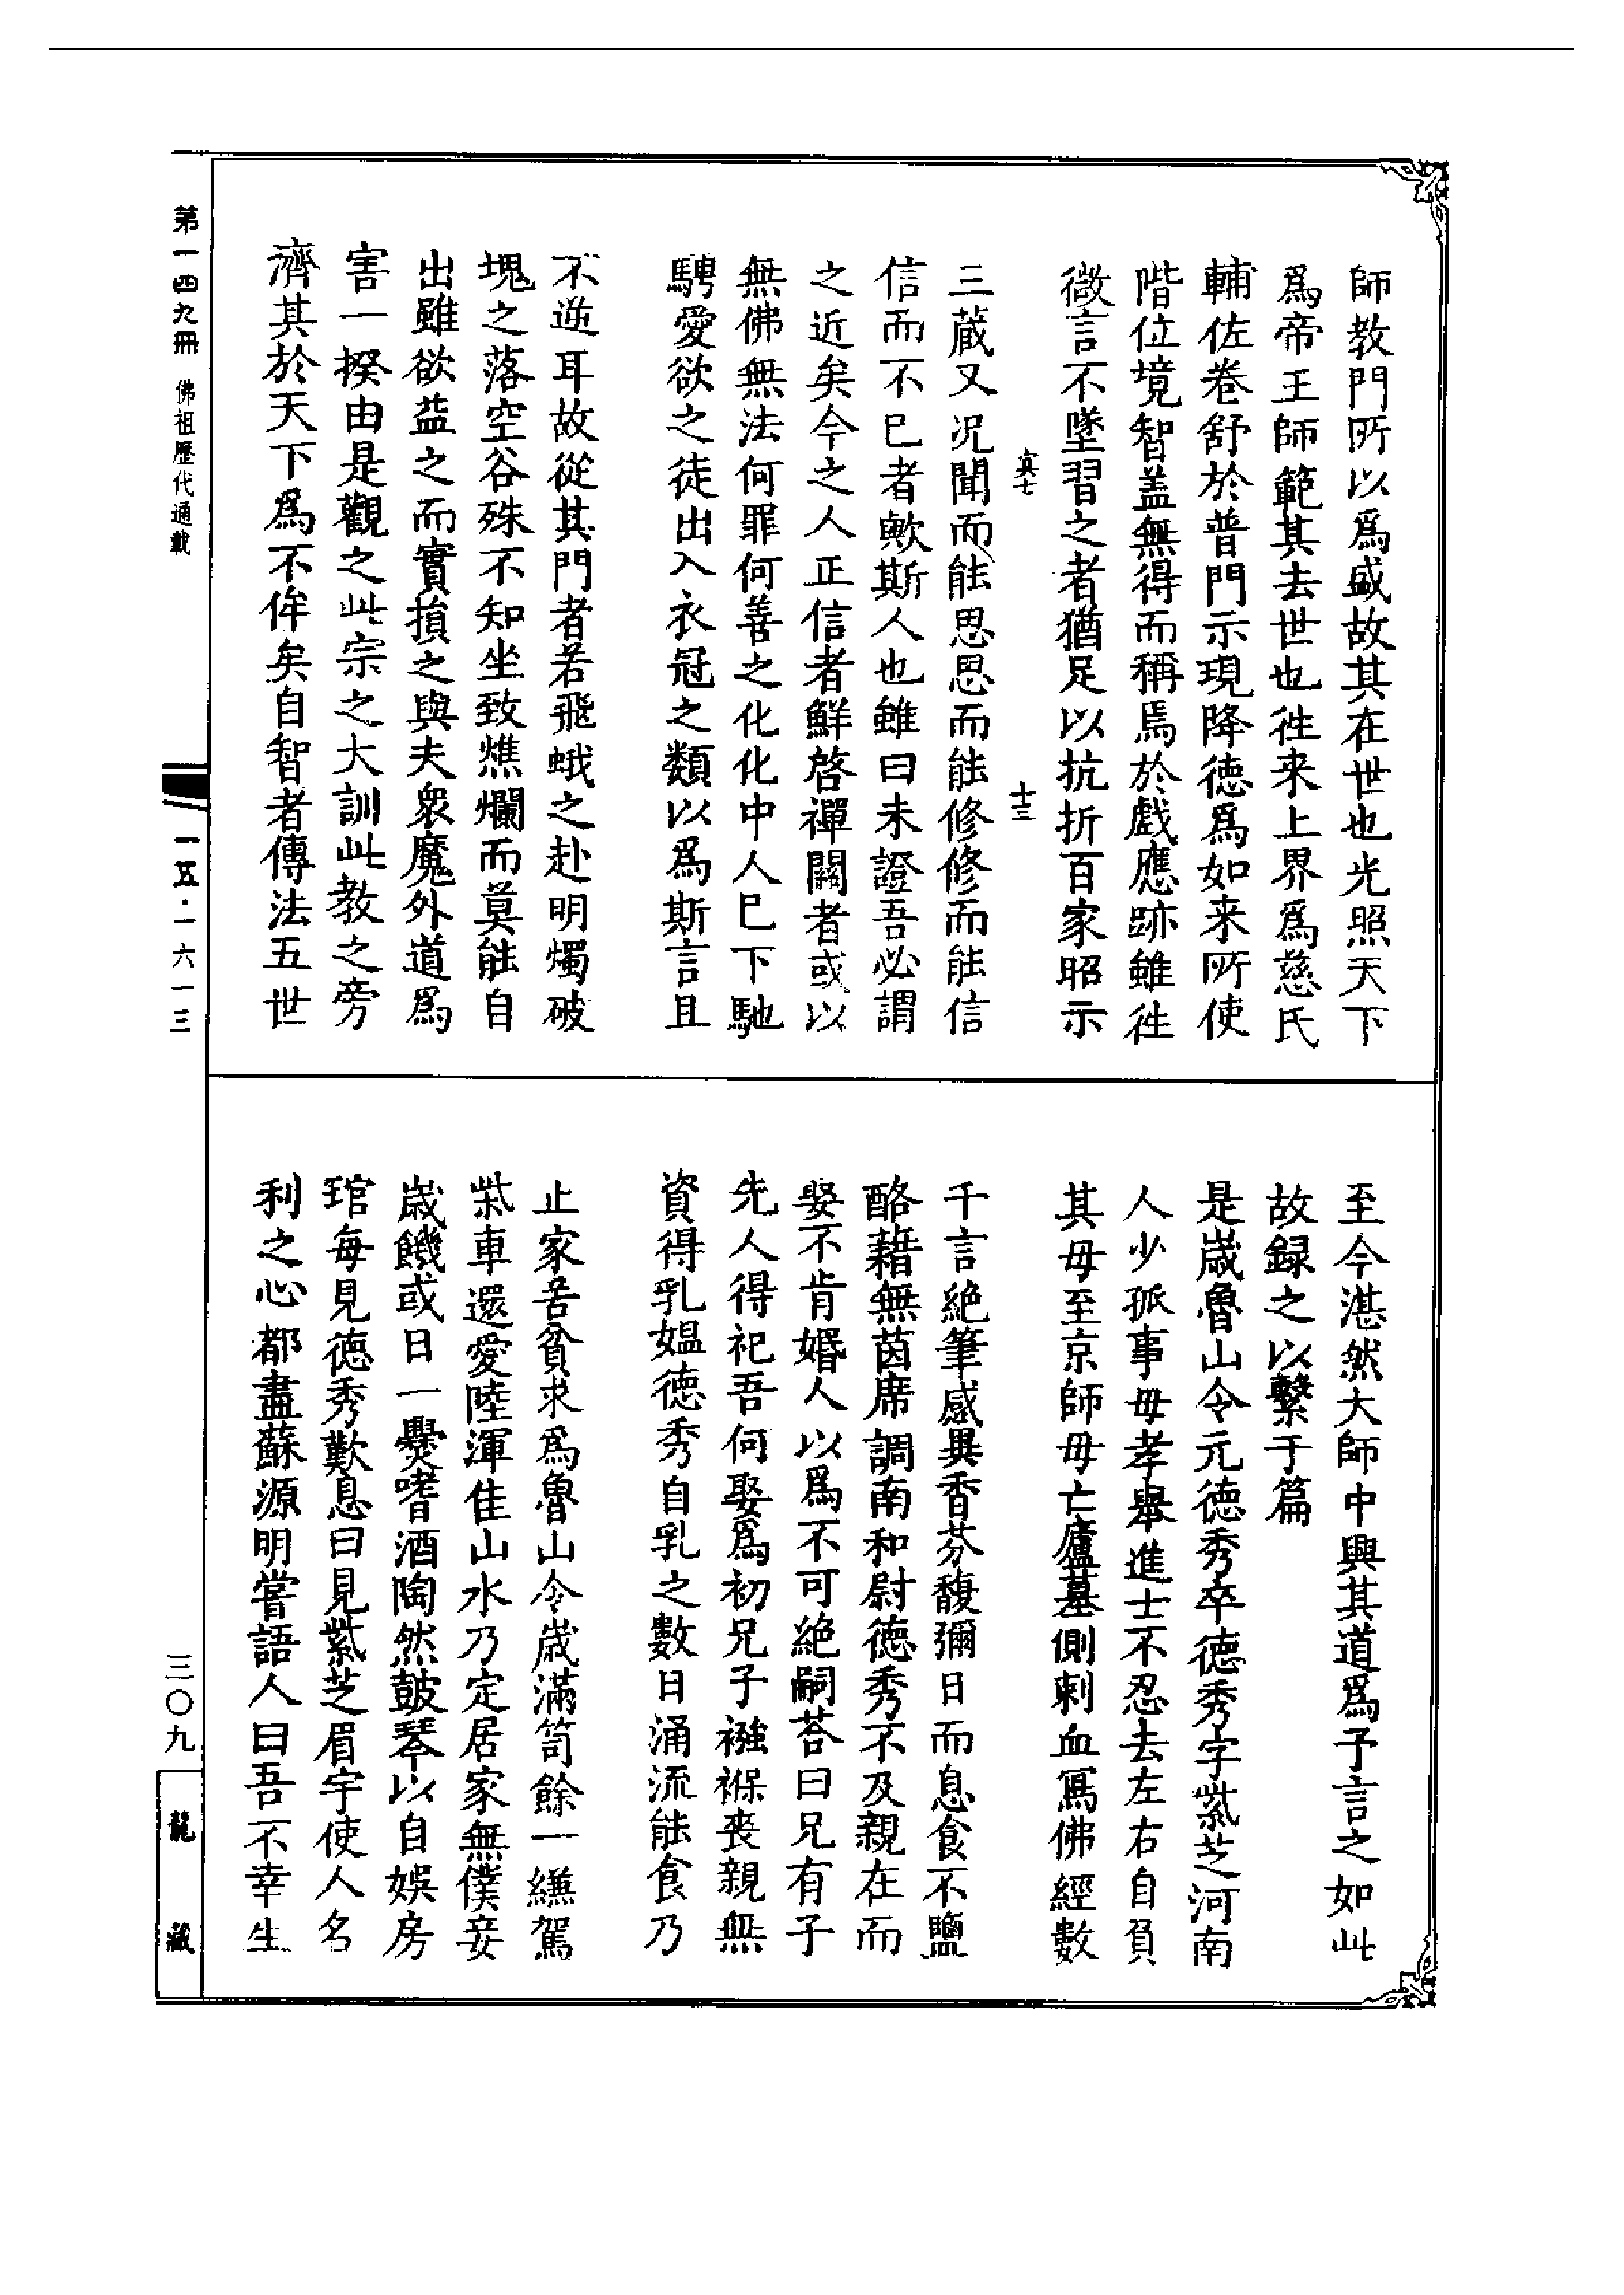 師教門所以爲盛故其在世也光照天下
爲帝王師範其去世也徃来上界爲慈氏
輔佐卷舒於普門示現降德爲如来所使
階位境智盖無得而稱焉於戲應跡雖徃
微言不墜習之者猶足以抗折百家昭示
真七
十三
三蔵又况聞而能思思而能修修而能信
信而不已者歟斯人也雖曰未證吾必謂
之近矣今之人正信者鮮啓禪關者或以
無佛無法何罪何善之化化中人已下馳
騁愛欲之徒出入衣冠之類以爲斯言且
不逆耳故從其門者若飛蛾之赴明燭破
塊之落空谷殊不知坐致燋爛而莫能自
出雖欲益之而實損之與夫衆魔外道爲
害一揆由是觀之此宗之大訓此教之旁
濟其於天下爲不侔矣自智者傳法五世
至今湛然大師中興其道爲予言之如此
故録之以繫于篇
是歲魯山令元德秀卒德秀字紫芝河南
人少孤事母孝舉進士不忍去左右自負
其母至京師母亡廬墓側刺血寫佛經數
千言絶筆感異香芬馥彌日而息食不鹽
酪藉無茵席調南和尉德秀不及親在而
娶不肯婚人以爲不可絶嗣荅曰兄有子
先人得祀吾何娶爲初兄子襁褓丧親無
資得乳媼德秀自乳之數日涌流能食乃
止家苦貧求爲魯山令歲滿笥餘一縑駕
柴車還愛陸渾佳山水乃定居家無僕妾
歲饑或日一爨嗜酒陶然鼓琴以自娱房
琯每見德秀歎息曰見紫芝眉宇使人名
利之心都盡蘇源明甞語人曰吾不幸生
第一四九冊 佛祖歷代通載
一五·一六一三
三〇九
龍藏